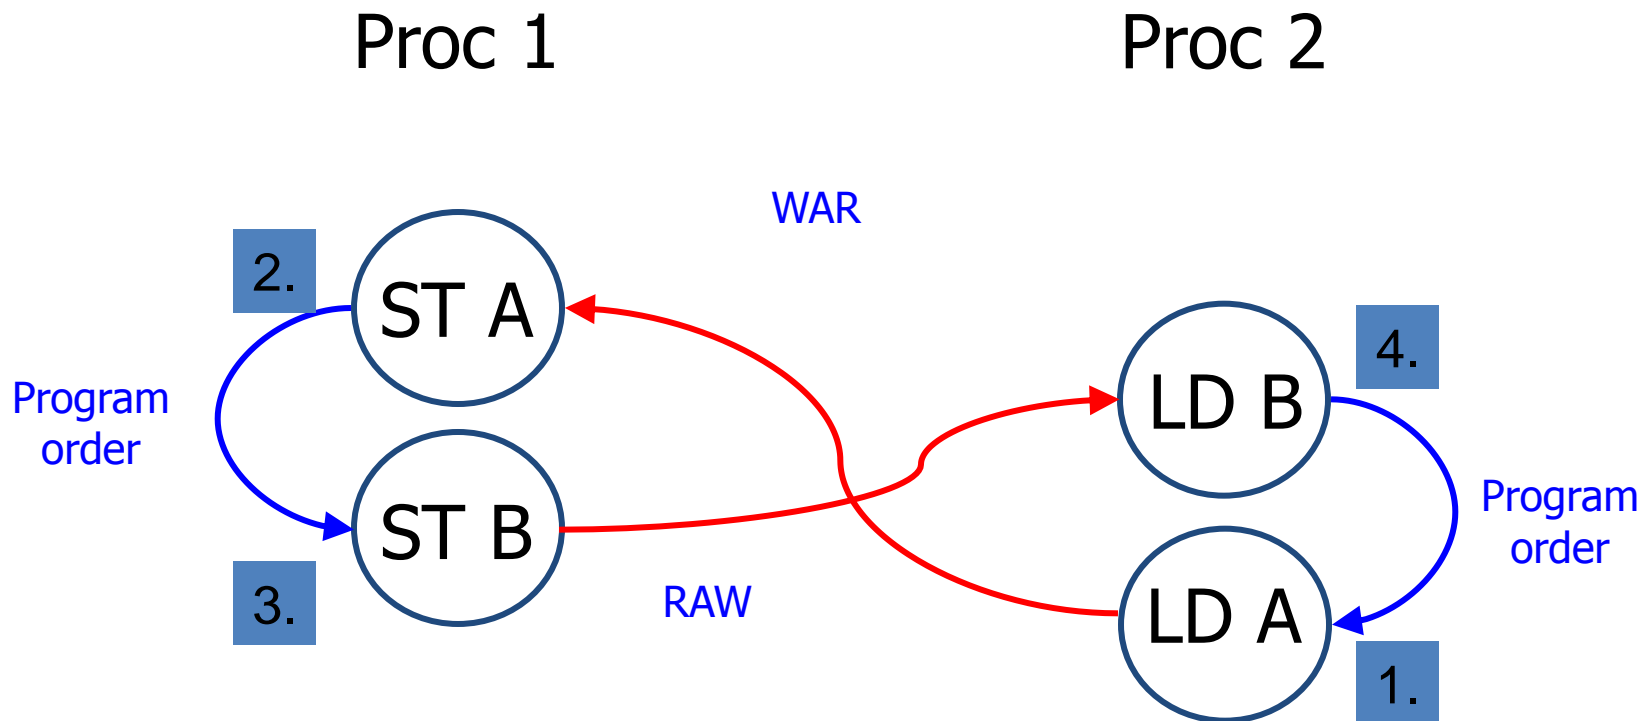 Proc 1
Proc 2
WAR
2.
ST A
4.
LD B
Program
order
ST B
3.
RAW
Program
order
LD A
1.